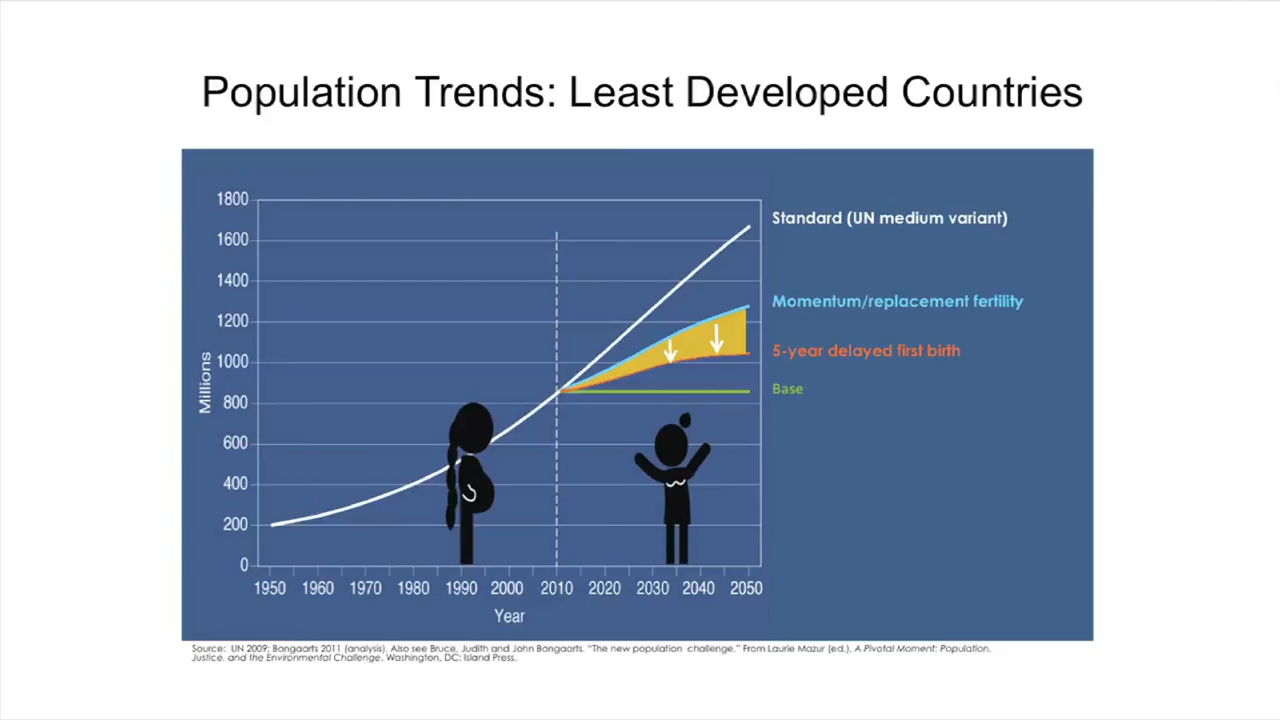 Population Trends: Least Developed Countries
1800
1600
1400
1200
1000
800
600
400
200
0
Millions
1950 1960 1970 1980 1990 2000 2010 2020 2030 2040 2050
Year
Standard (UN medium variant)
Momentum/replacement fertility
5-year delayed first birth
Base
Source: UN 2009; Bongaarts 2011 (analysis). Also see Bruce, Judith and John Bongaarts. "The new population challenge." From Laurie Mazur (ed.), A Pivotal Moment: Population,
Justice, and the Environmental Challenge. Washington, DC: Island Press.